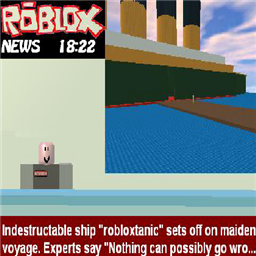 ROBLOX
NEWS 18:22
Indestructable ship "robloxtanic" sets off on maiden
voyage. Experts say "Nothing can possibly go wro...